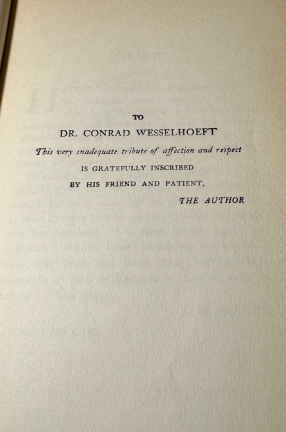 TO
DR. CONRAD WESSELHOEFT
This very inadequate tribute of affection and respect
IS GRATEFULLY INSCRIBED
BY HIS FRIEND AND PATIENT,
THE AUTHOR